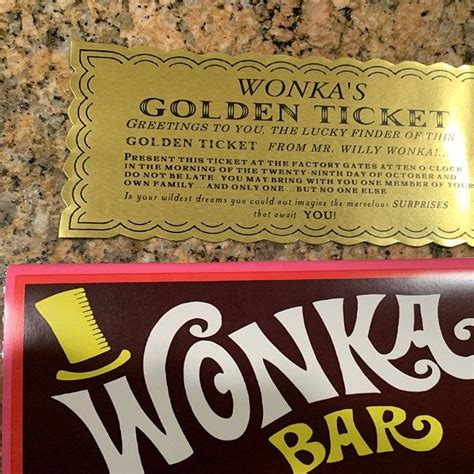 WONKA'S
GOLDEN TICKET
GREETINGS TO YOU, THE LUCKY FINDER OF THIS
GOLDEN TICKET FROM MR. WILLY WONKA!...
PRESENT THIS TICKET AT THE FACTORY GATES AT TEN O'CLOCK
IN THE MORNING OF THE TWENTY-NINTH DAY OF OCTOBER AND
DO NOT BE LATE. YOU MAY BRING WITH YOU ONE MEMBER OF YOUR
OWN FAMILY...AND ONLY ONE...BUT NO ONE ELSE
In your wildest dreams you could not imagine the marvelous SURPRISES
that await YOU!
WONKA
BAR